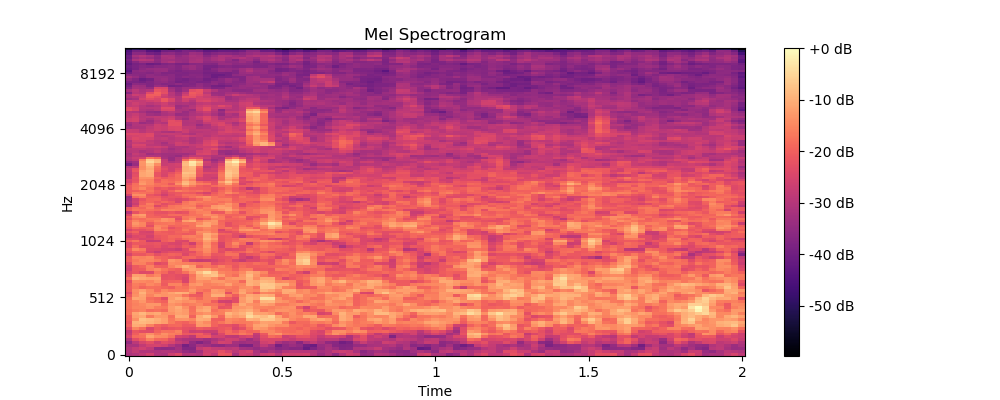 Mel Spectrogram
Hz
8192
4096
2048
1024
512
0
0
0.5
1
1.5
2
Time
+0 dB
-10 dB
-20 dB
-30 dB
-40 dB
-50 dB